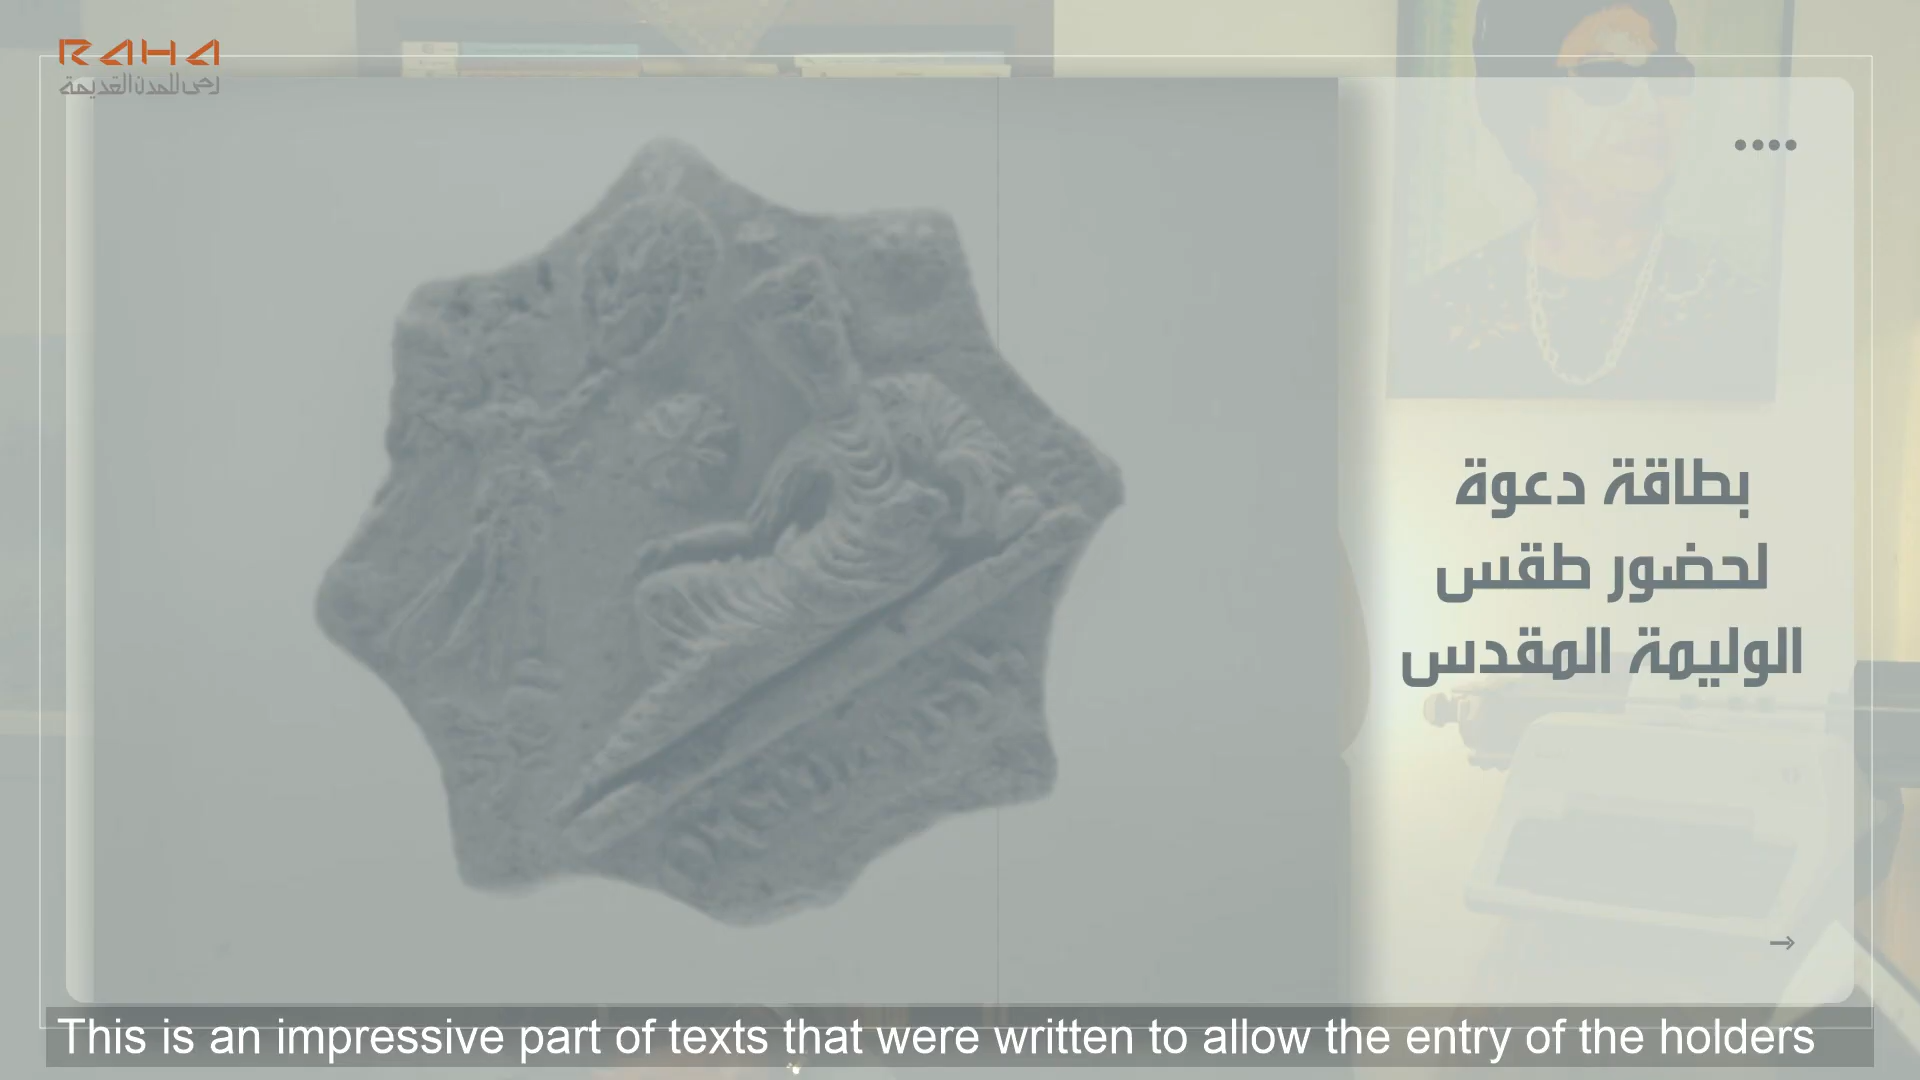 RAHA
رحى للمدن القديمة
بطاقة دعوة
لحضور طقس
الوليمة المقدس
This is an impressive part of texts that were written to allow the entry of the holders